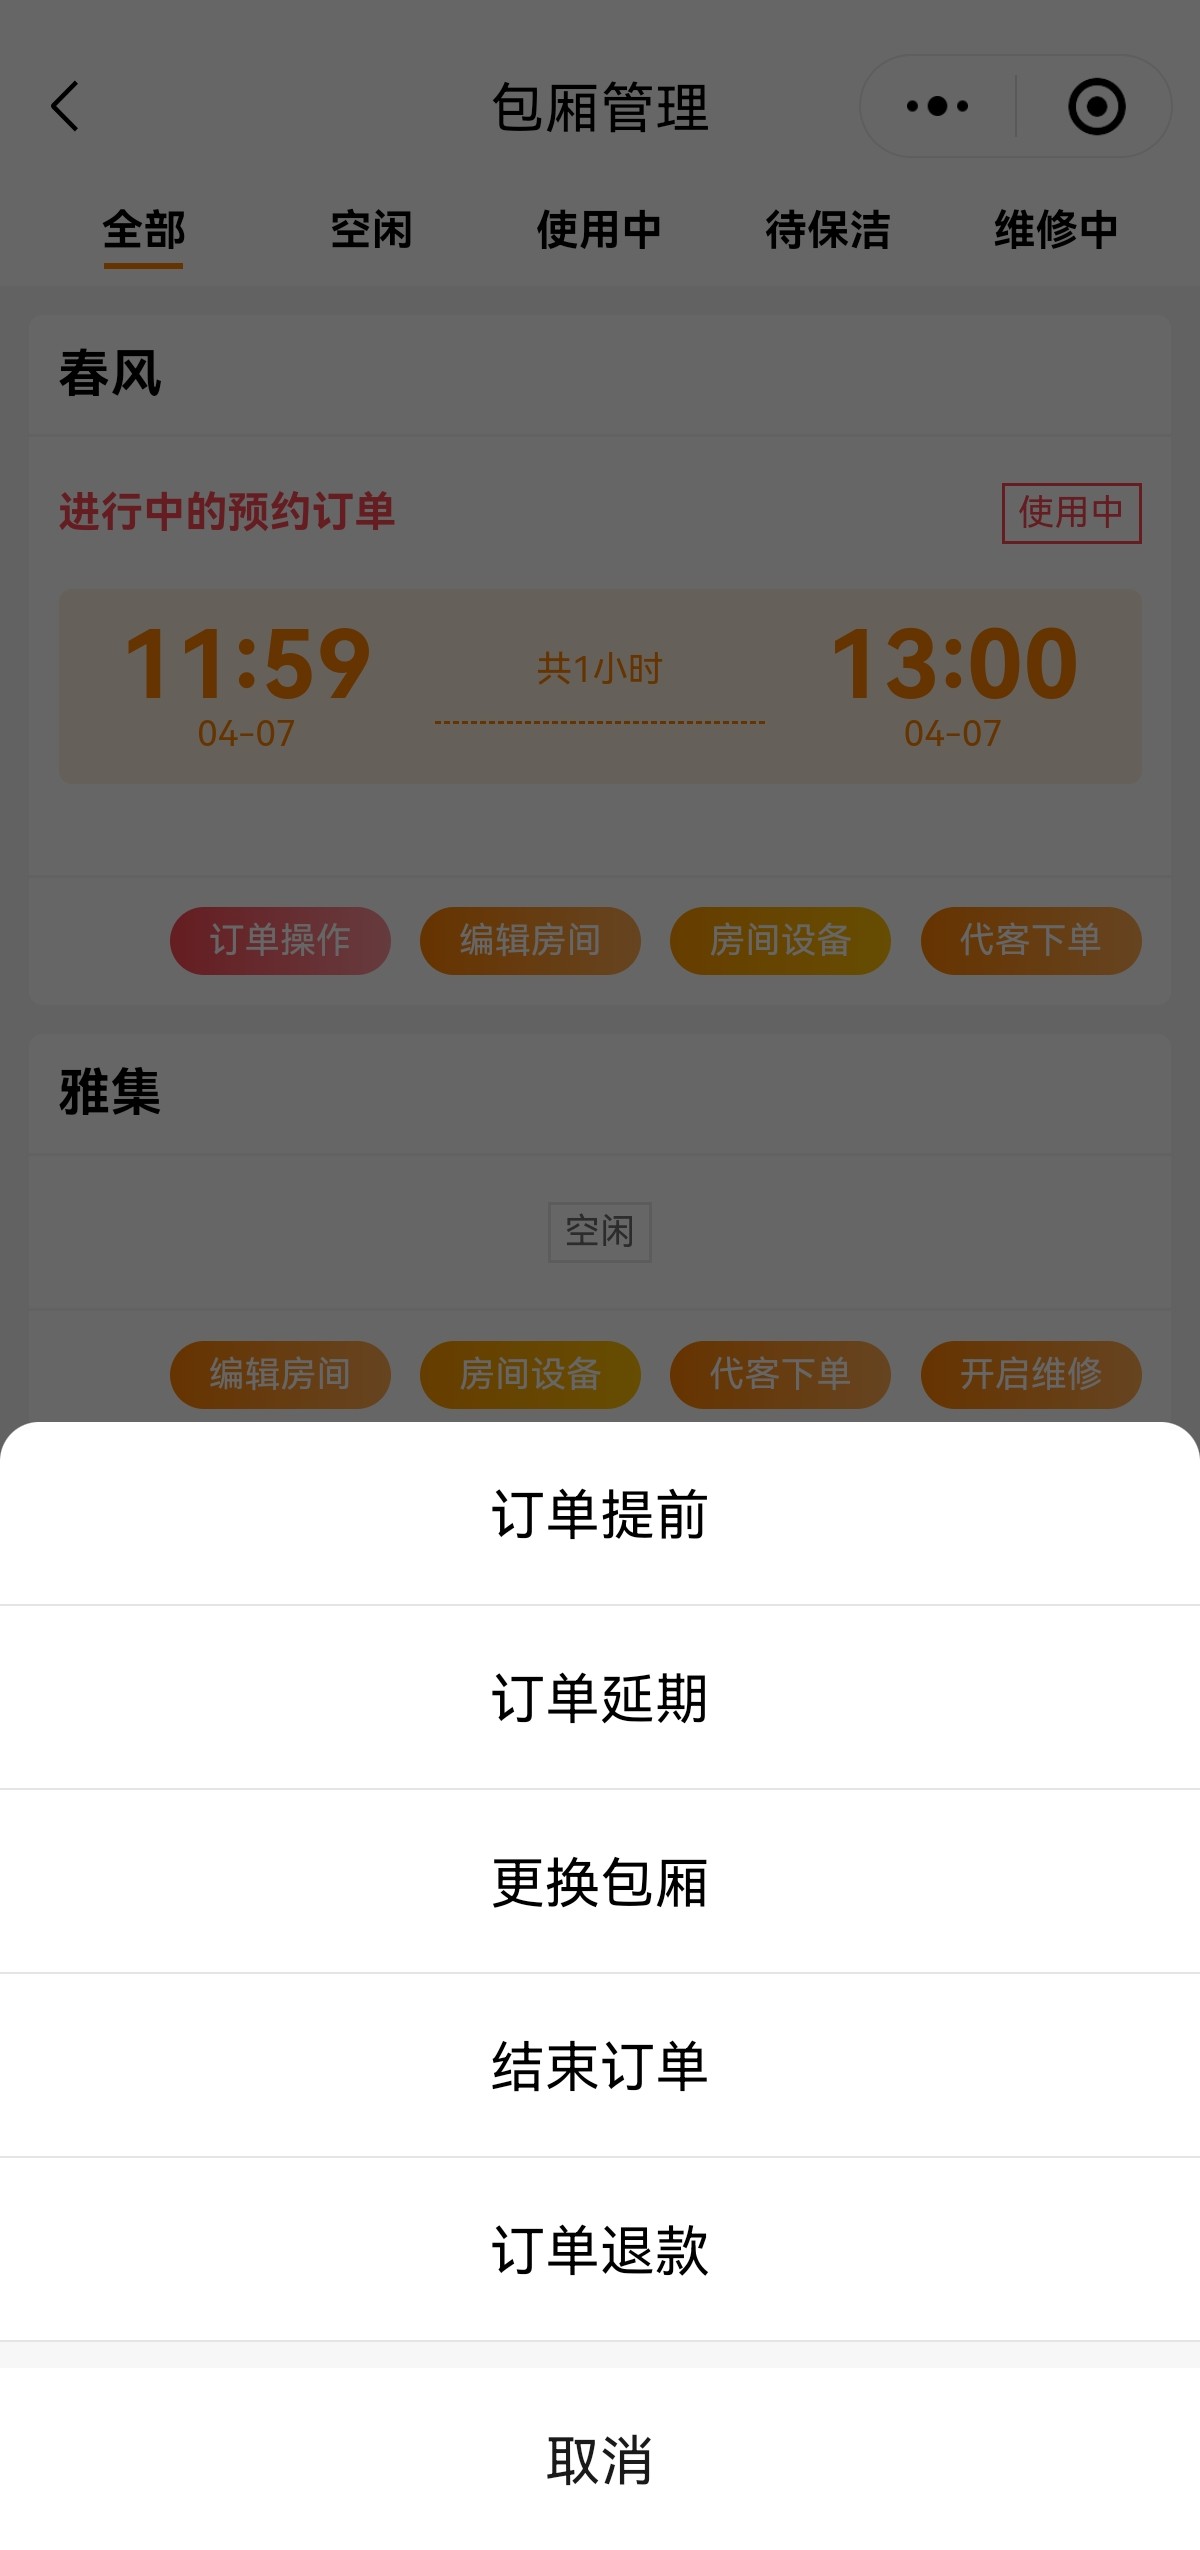 包厢管理
全部 空闲 使用中 待保洁 维修中
春风
进行中的预约订单 使用中
11:59 共1小时 13:00
04-07 04-07
订单操作 编辑房间 房间设备 代客下单
雅集
空闲
编辑房间 房间设备 代客下单 开启维修
订单提前
订单延期
更换包厢
结束订单
订单退款
取消